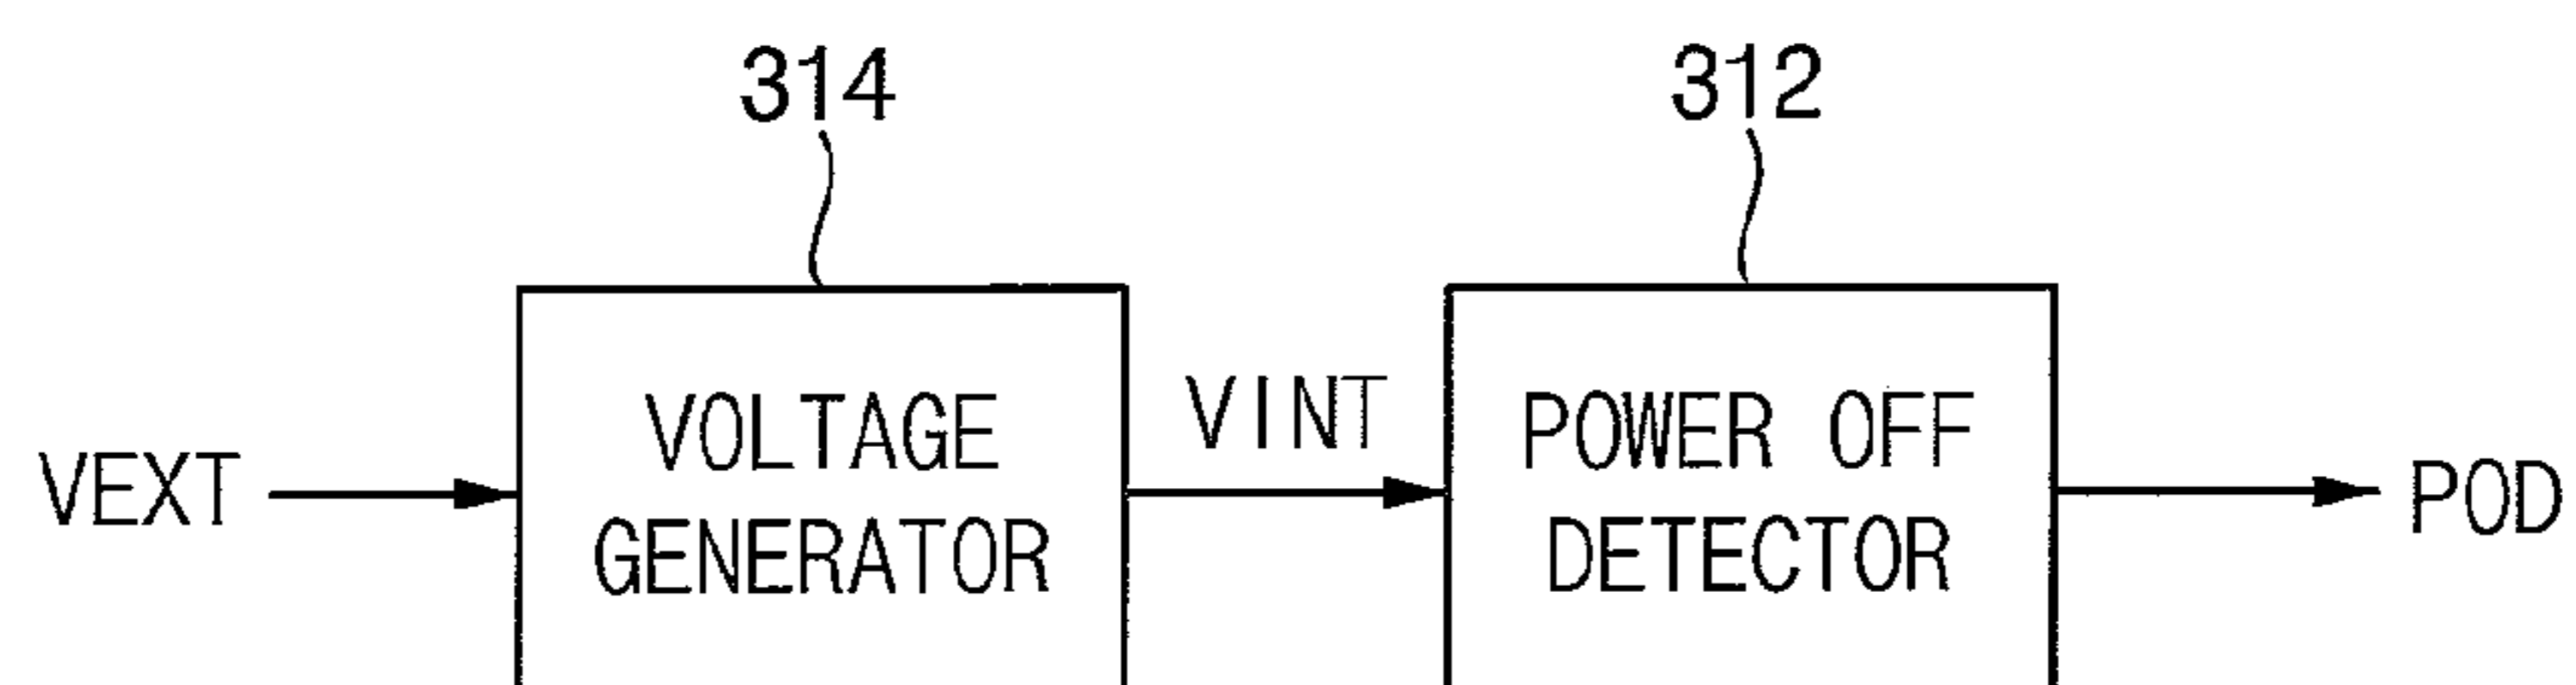 314
312
VOLTAGE
GENERATOR
VINT
POWER OFF
DETECTOR
VEXT
POD